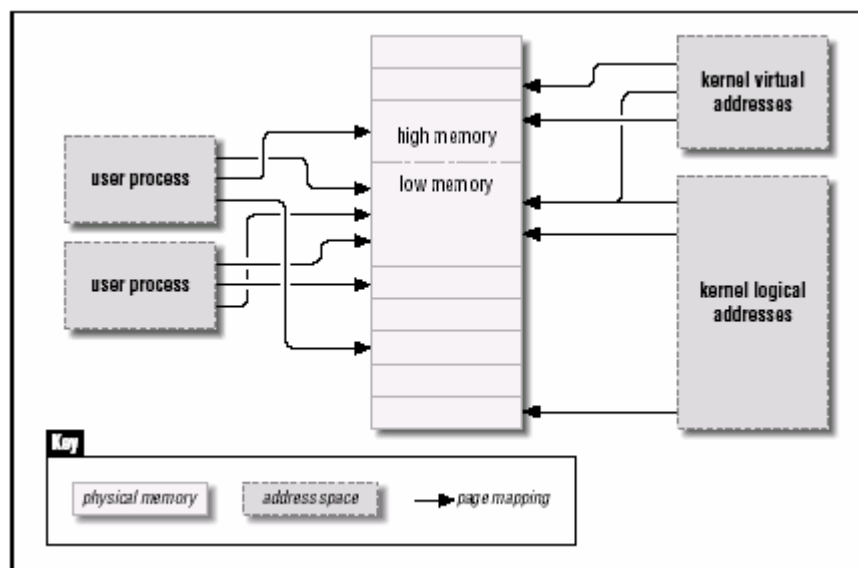 kernel virtual
addresses
high memory
user process
low memory
user process
kernel logical
addresses
Key
physical memory
address space
page mapping